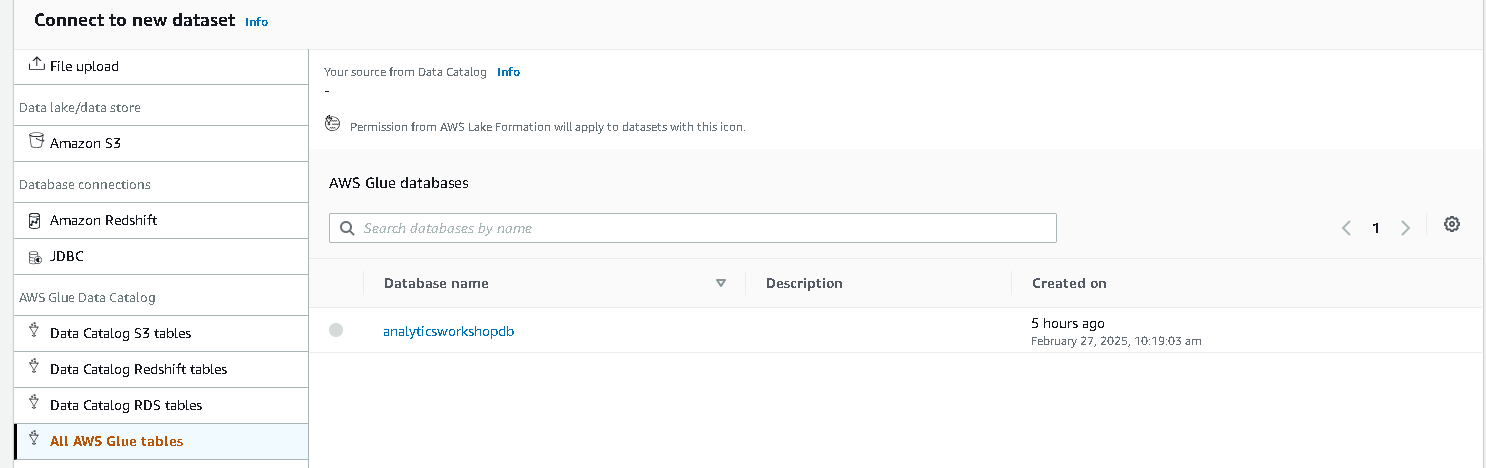 Connect to new dataset Info
File upload
Data lake/data store
Amazon S3
Database connections
Amazon Redshift
JDBC
AWS Glue Data Catalog
Data Catalog S3 tables
Data Catalog Redshift tables
Data Catalog RDS tables
All AWS Glue tables
Your source from Data Catalog Info
-
Permission from AWS Lake Formation will apply to datasets with this icon.
AWS Glue databases
Search databases by name
1
Database name Description Created on
analyticsworkshopdb 5 hours ago
February 27, 2025, 10:19:03 am